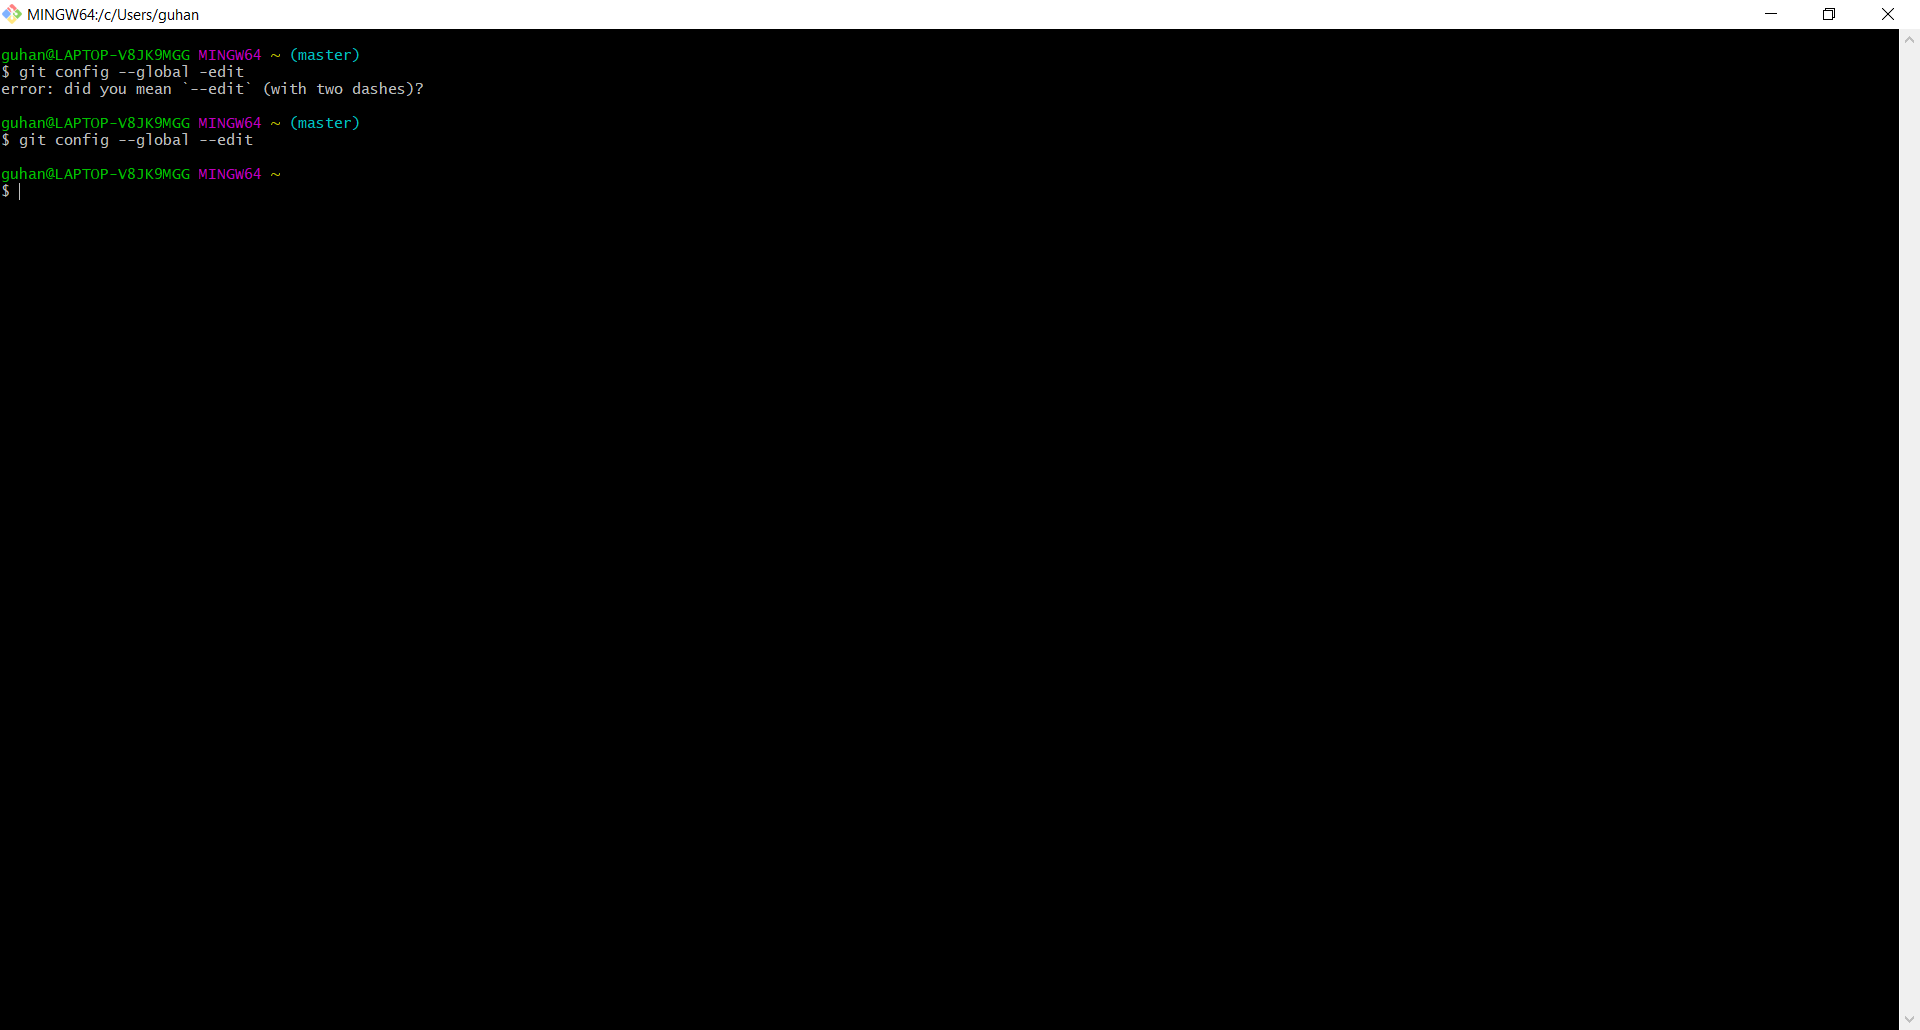 MINGW64:/c/Users/guhan
guhan@LAPTOP-V8JK9MGG MINGW64 ~ (master)
$ git config --global -edit
error: did you mean `--edit` (with two dashes)?
guhan@LAPTOP-V8JK9MGG MINGW64 ~ (master)
$ git config --global --edit
guhan@LAPTOP-V8JK9MGG MINGW64 ~
$